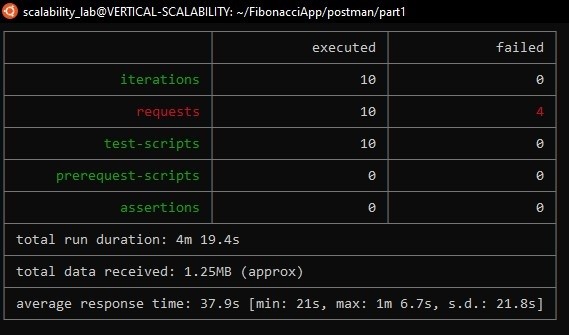 scalability_lab@VERTICAL-SCALABILITY: ~/FibonacciApp/postman/part1
executed failed
iterations 10 0
requests 10 4
test-scripts 10 0
prerequest-scripts 0 0
assertions 0 0
total run duration: 4m 19.4s
total data received: 1.25MB (approx)
average response time: 37.9s [min: 21s, max: 1m 6.7s, s.d.: 21.8s]